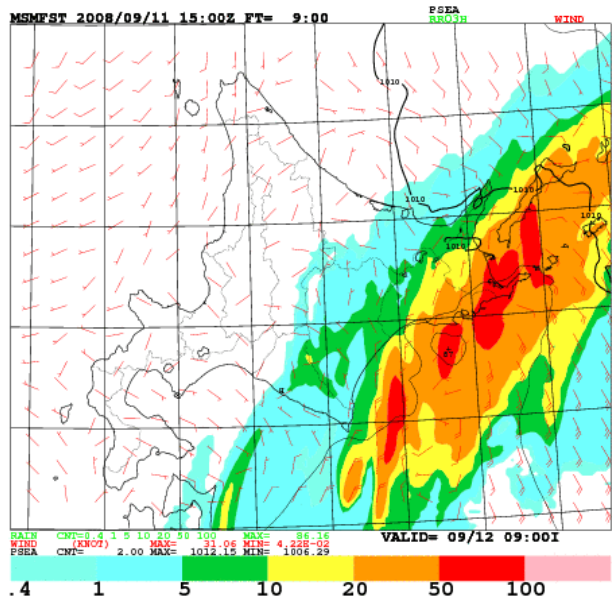 PSEA
MSMFST 2008/09/11 15:00Z FT= 9:00 RRO3H WIND
1010
1010
1010
1010
1010
RAIN CNT=0.4 1 5 10 20 50 100 MAX= 86.16
WIND (KNOT) MAX= 31.06 MIN= 4.22E-02 VALID= 09/12 09:00I
PSEA CNT= 2.00 MAX= 1012.15 MIN= 1006.29
.4 1 5 10 20 50 100